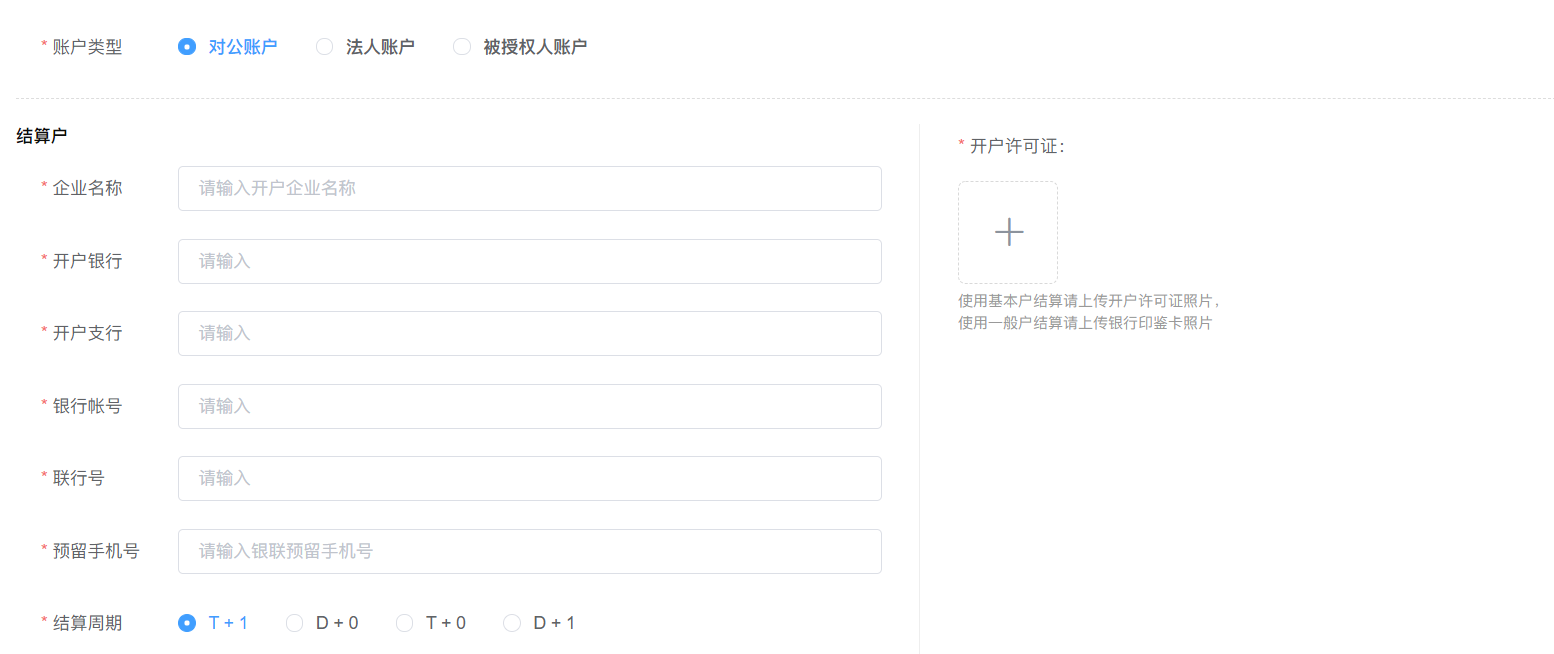 * 账户类型 对公账户 法人账户 被授权人账户
结算户
* 企业名称 请输入开户企业名称
* 开户银行 请输入
* 开户支行 请输入
* 银行帐号 请输入
* 联行号 请输入
* 预留手机号 请输入银联预留手机号
* 结算周期 T + 1 D + 0 T + 0 D + 1
* 开户许可证:
使用基本户结算请上传开户许可证照片，
使用一般户结算请上传银行印鉴卡照片